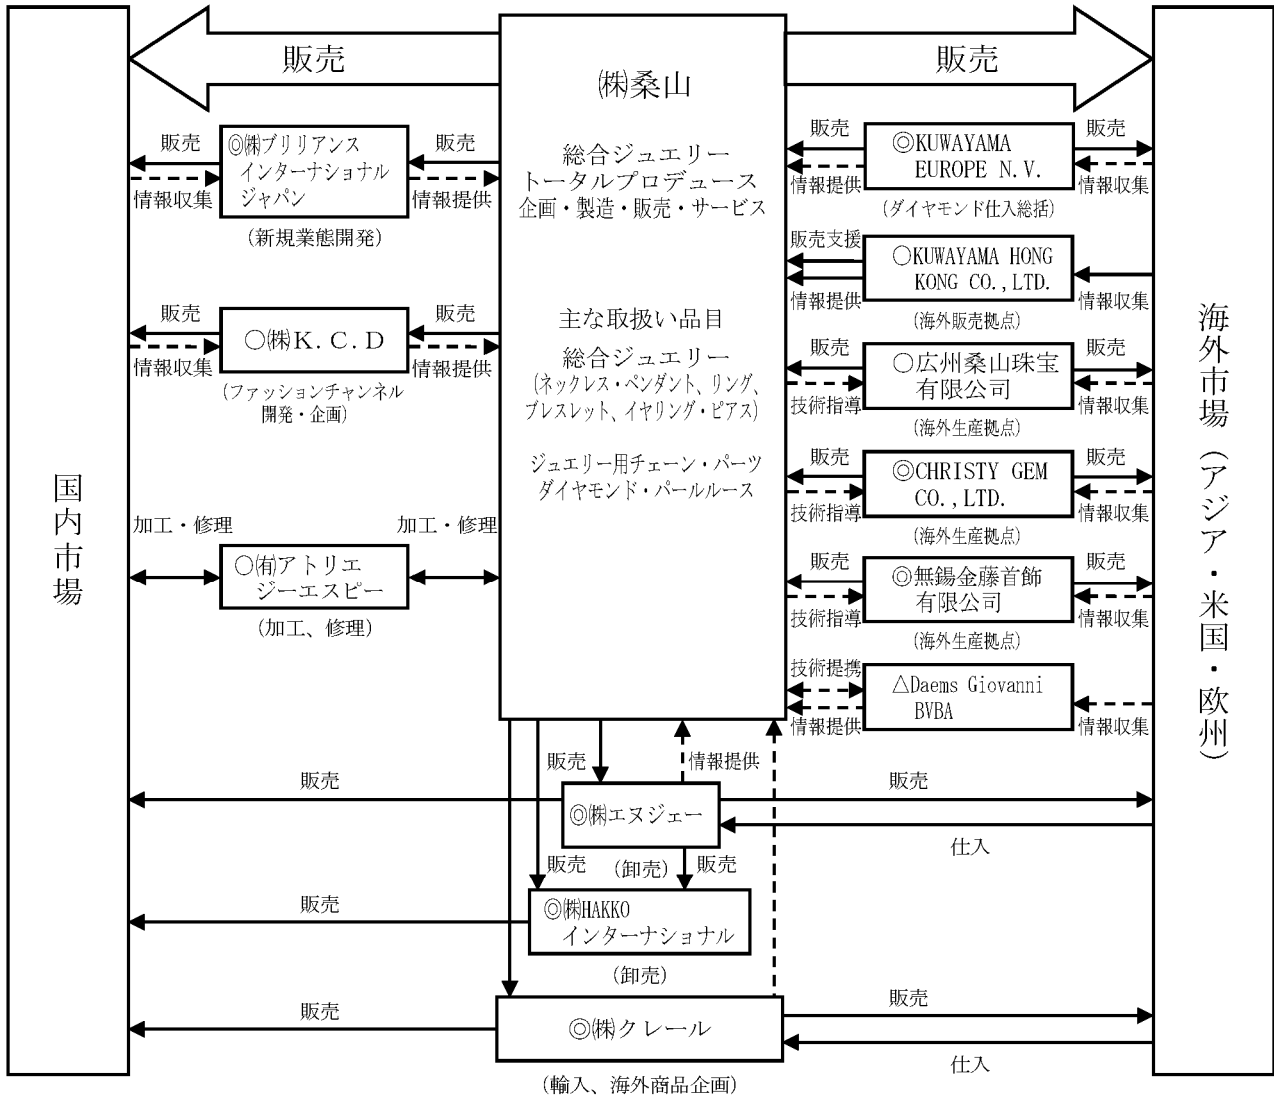 販売
販売
㈱桑山
総合ジュエリー
トータルプロデュース
企画・製造・販売・サービス
主な取扱い品目
総合ジュエリー
(ネックレス・ペンダント、リング、
ブレスレット、イヤリング・ピアス)
ジュエリー用チェーン・パーツ
ダイヤモンド・パールルース
国内市場
販売
情報収集
◎㈱ブリリアンス
インターナショナル
ジャパン
販売
情報提供
(新規業態開発)
販売
情報収集
○㈱K.C.D
販売
情報提供
(ファッションチャンネル
開発・企画)
加工・修理
加工・修理
○㈲アトリエ
ジーエスピー
(加工、修理)
販売
情報提供
◎KUWAYAMA
EUROPE N.V.
販売
情報収集
(ダイヤモンド仕入総括)
販売支援
情報提供
○KUWAYAMA HONG
KONG CO.,LTD.
情報収集
(海外販売拠点)
販売
技術指導
○広州桑山珠宝
有限公司
販売
情報収集
(海外生産拠点)
販売
技術指導
◎CHRISTY GEM
CO.,LTD.
販売
情報収集
(海外生産拠点)
販売
技術指導
◎無錫金藤首飾
有限公司
販売
情報収集
(海外生産拠点)
技術提携
情報提供
△Daems Giovanni
BVBA
情報収集
海外市場(アジア・米国・欧州)
販売
情報提供
販売
◎㈱エヌジェー
販売
仕入
(卸売)
販売
販売
販売
◎㈱HAKKO
インターナショナル
(卸売)
販売
◎㈱クレール
販売
仕入
(輸入、海外商品企画)